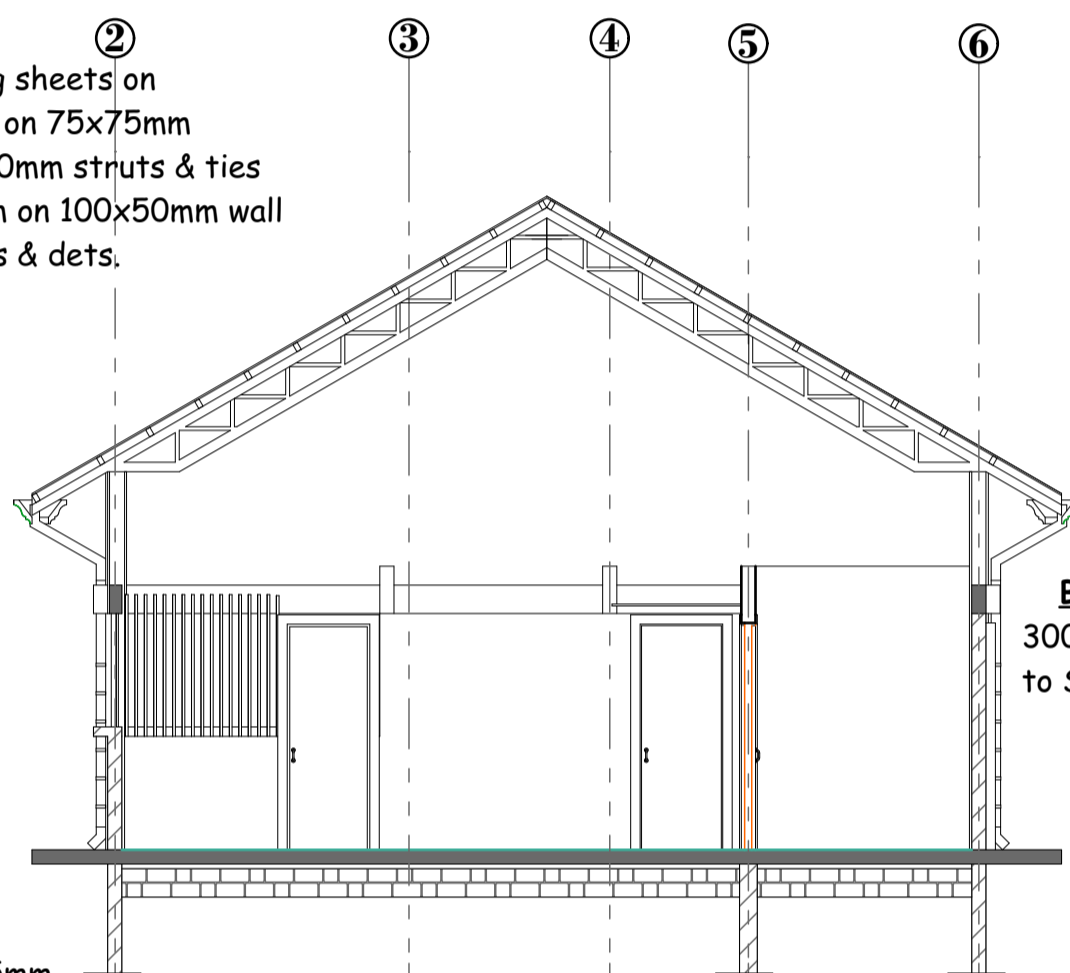 2 3 4 5 6
sheets on
on 75x75mm
0mm struts & ties
on 100x50mm wall
& dets.
300
to